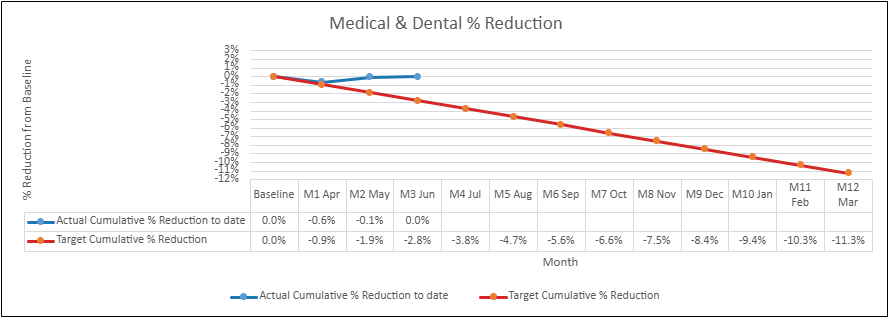 Medical & Dental % Reduction
% Reduction from Baseline
3%
2%
1%
0%
-1%
-2%
-3%
-4%
-5%
-6%
-7%
-8%
-9%
-10%
-11%
-12%
Baseline M1 Apr M2 May M3 Jun M4 Jul M5 Aug M6 Sep M7 Oct M8 Nov M9 Dec M10 Jan M11 Feb M12 Mar
Actual Cumulative % Reduction to date 0.0% -0.6% -0.1% 0.0%
Target Cumulative % Reduction 0.0% -0.9% -1.9% -2.8% -3.8% -4.7% -5.6% -6.6% -7.5% -8.4% -9.4% -10.3% -11.3%
Month
Actual Cumulative % Reduction to date Target Cumulative % Reduction